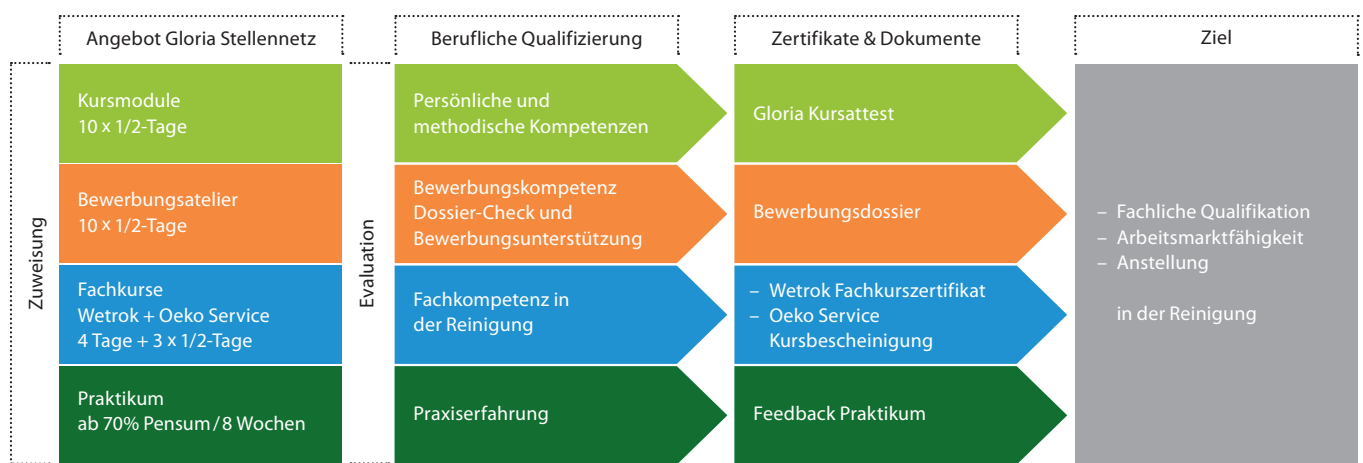 Angebot Gloria Stellennetz
Berufliche Qualifizierung
Zertifikate & Dokumente
Ziel
Zuweisung
Kursmodule
10 x 1/2-Tage
Evaluation
Persönliche und
methodische Kompetenzen
Gloria Kursattest
Bewerbungsatelier
10 x 1/2-Tage
Bewerbungskompetenz
Dossier-Check und
Bewerbungsunterstützung
Bewerbungsdossier
Fachkurse
Wetrok + Oeko Service
4 Tage + 3 x 1/2-Tage
Fachkompetenz in
der Reinigung
– Wetrok Fachkurszertifikat
– Oeko Service
Kursbescheinigung
Praktikum
ab 70% Pensum / 8 Wochen
Praxiserfahrung
Feedback Praktikum
– Fachliche Qualifikation
– Arbeitsmarktfähigkeit
– Anstellung
in der Reinigung